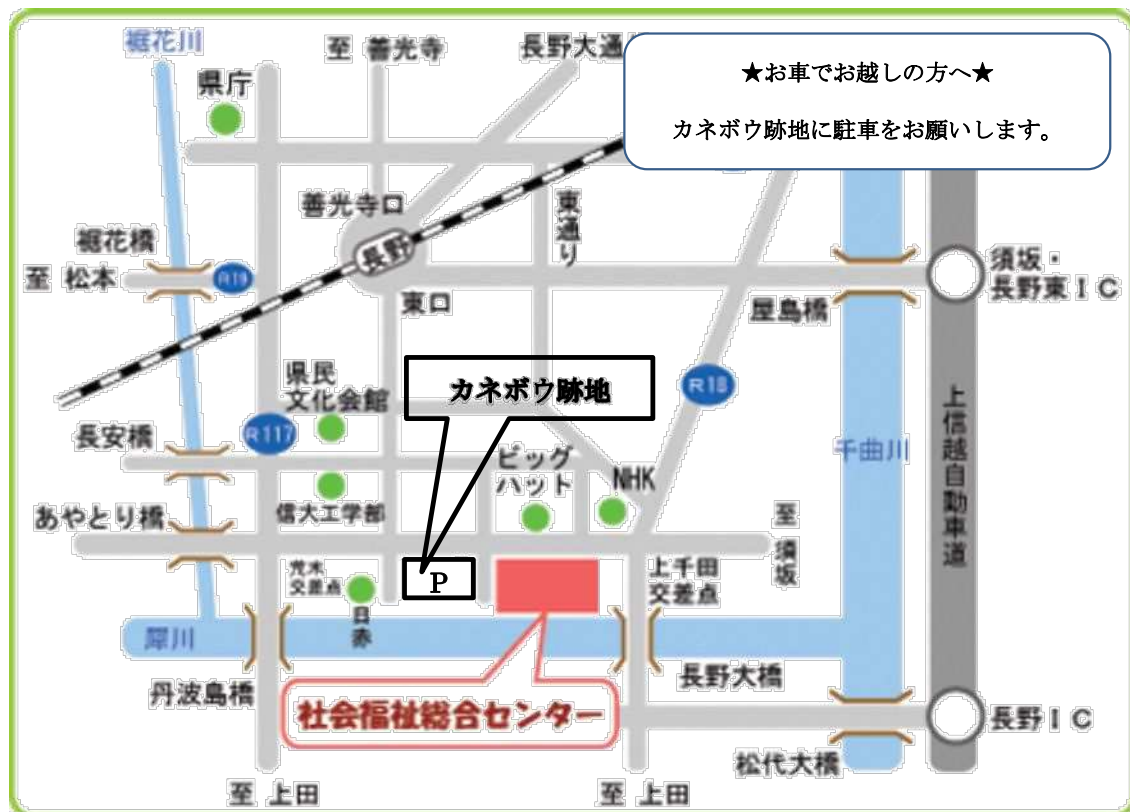 裾花川
至 善光寺
長野大通
★お車でお越しの方へ★
カネボウ跡地に駐車をお願いします。
県庁
善光寺口
東通り
長野
裾花橋
至 松本
R19
東口
須坂・
長野東IC
屋島橋
カネボウ跡地
R18
県民
文化会館
R117
長安橋
ビッグ
ハット
NHK
千曲川
上信越自動車道
信大工学部
あやとり橋
至 須坂
荒木
交差点
日赤
P
上千田
交差点
犀川
丹波島橋
長野大橋
社会福祉総合センター
長野IC
松代大橋
至 上田
至 上田